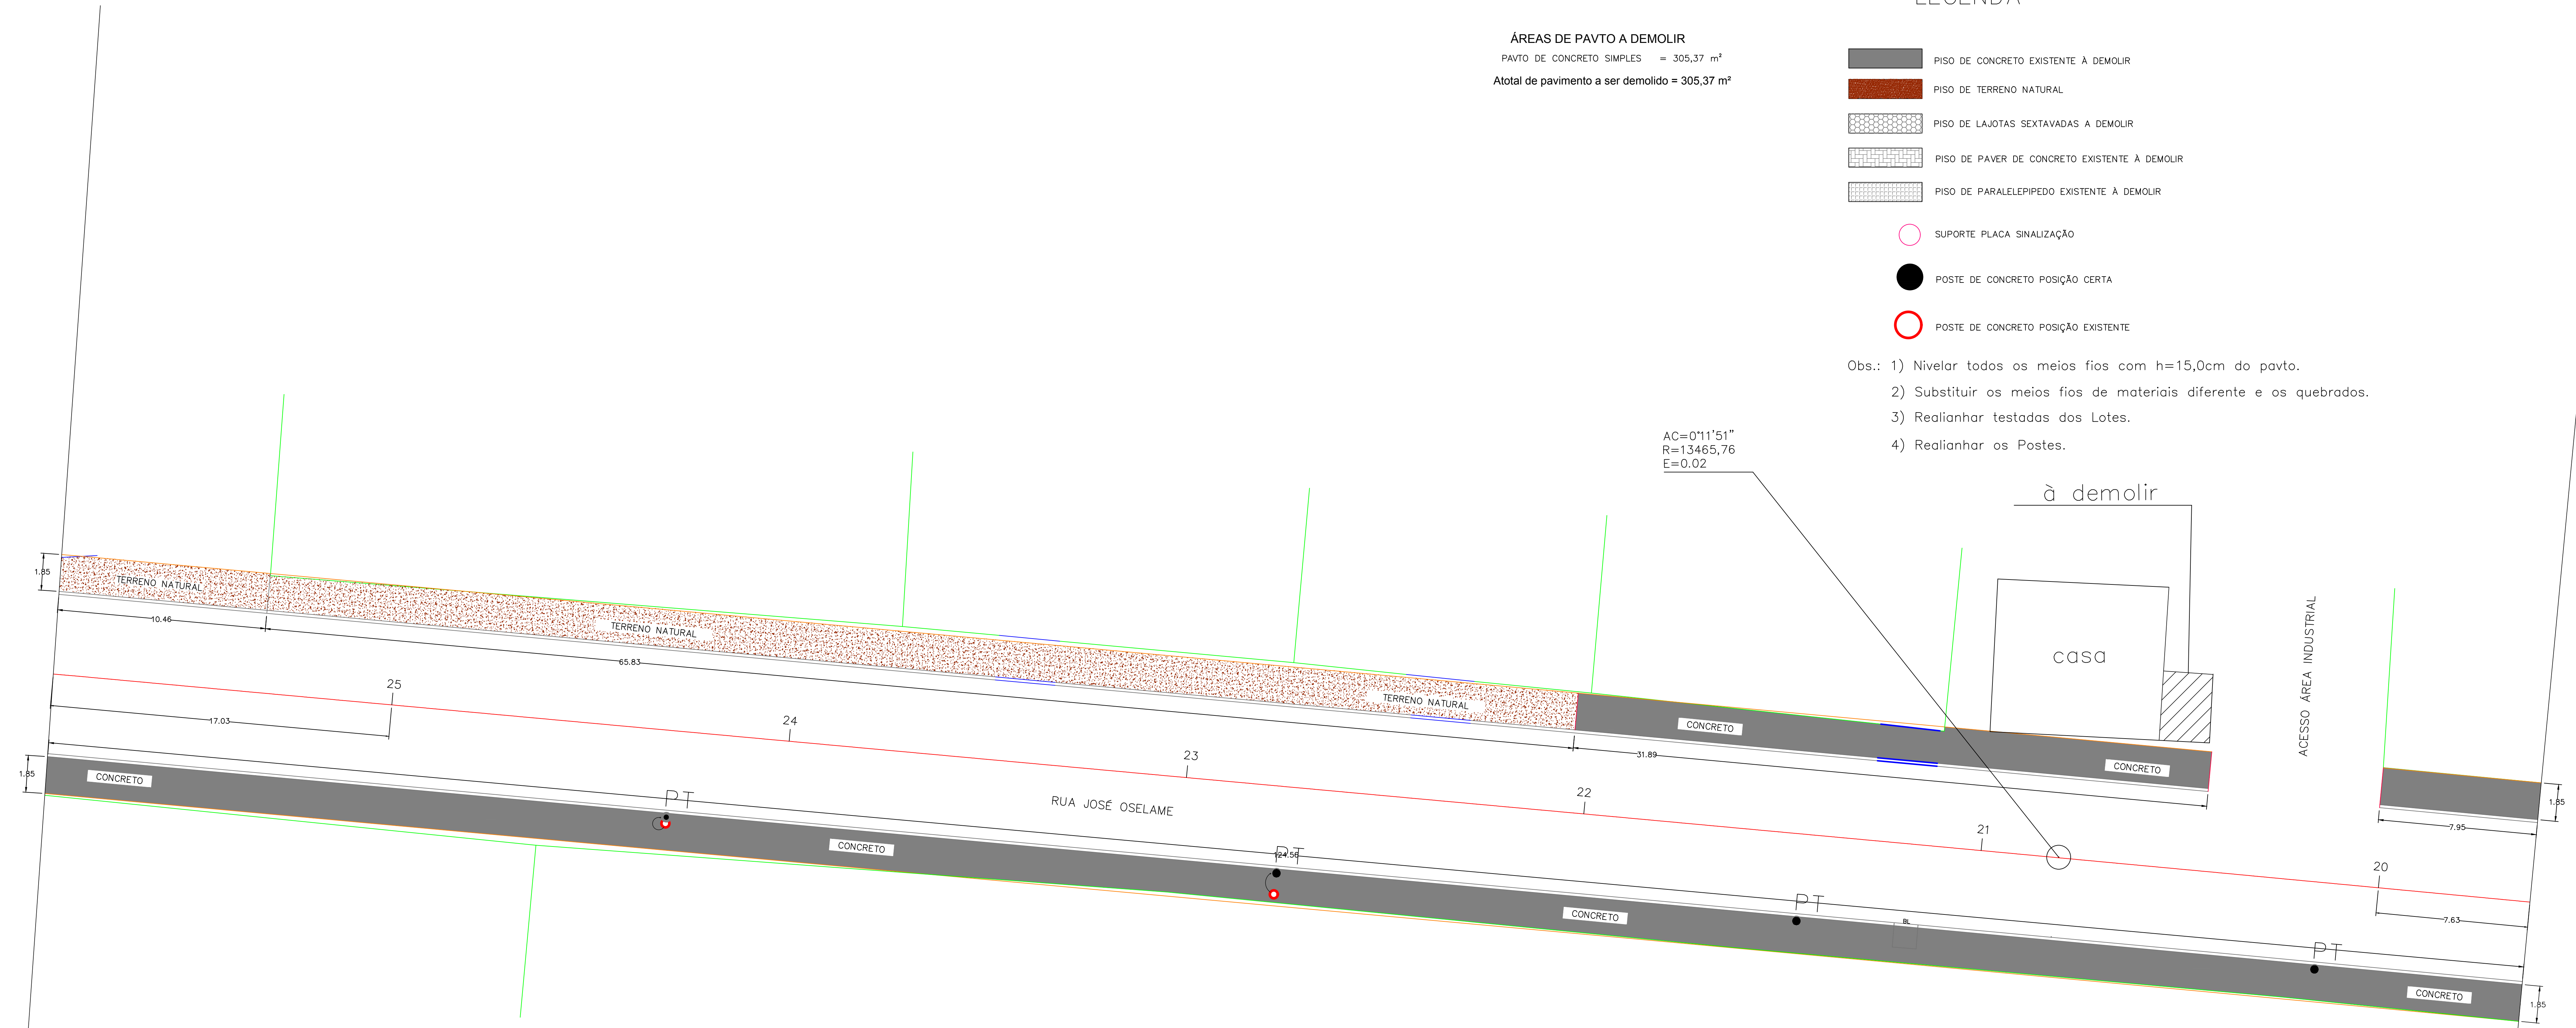 LEGENDA
ÁREAS DE PAVTO A DEMOLIR
PAVTO DE CONCRETO SIMPLES = 305,37 m²
Atotal de pavimento a ser demolido = 305,37 m²
PISO DE CONCRETO EXISTENTE À DEMOLIR
PISO DE TERRENO NATURAL
PISO DE LAJOTAS SEXTAVADAS A DEMOLIR
PISO DE PAVER DE CONCRETO EXISTENTE À DEMOLIR
PISO DE PARALELEPIPEDO EXISTENTE À DEMOLIR
SUPORTE PLACA SINALIZAÇÃO
POSTE DE CONCRETO POSIÇÃO CERTA
POSTE DE CONCRETO POSIÇÃO EXISTENTE
Obs.: 1) Nivelar todos os meios fios com h=15,0cm do pavto.
2) Substituir os meios fios de materiais diferente e os quebrados.
3) Realianhar testadas dos Lotes.
4) Realianhar os Postes.
AC=0°11'51"
R=13465,76
E=0.02
à demolir
casa
ACESSO ÁREA INDUSTRIAL
1.85
TERRENO NATURAL
10.46
TERRENO NATURAL
65.83
TERRENO NATURAL
CONCRETO
31.89
CONCRETO
1.85
7.95
25
24
23
22
21
20
17.03
7.63
RUA JOSÉ OSELAME
1.85
CONCRETO
PT
CONCRETO
PT
124.56
CONCRETO
PT
BL
PT
CONCRETO
1.85